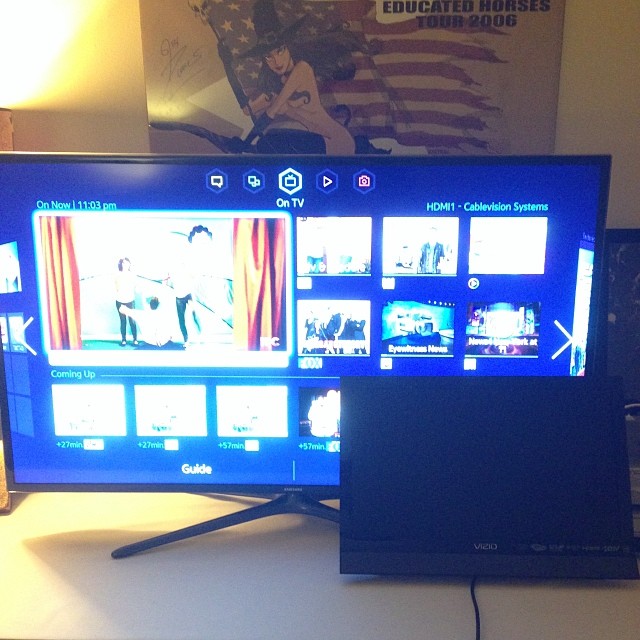 EDUCATED HORSES
TOUR 2006
On TV
On Now | 11:03 pm
HDMI1 - Cablevision Systems
Eyewitness News
Coming Up
+27min.
+27min.
+57min.
+57min.
Guide
SAMSUNG
VIZIO